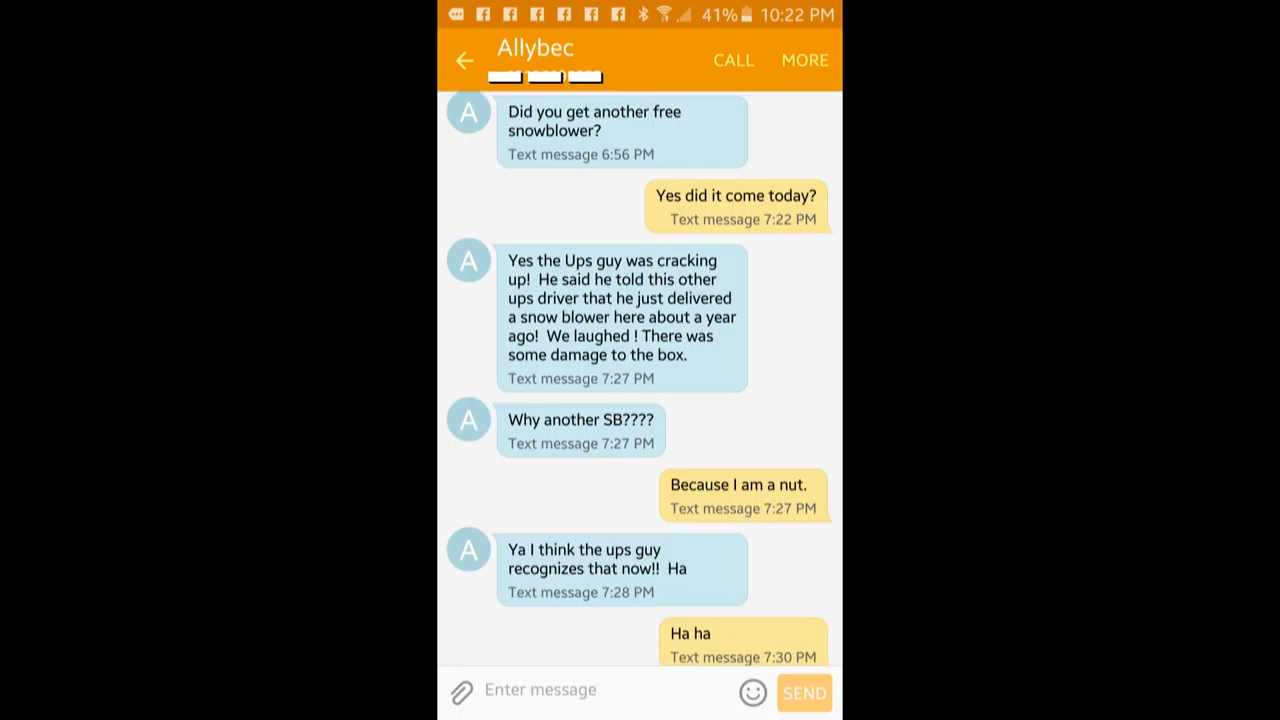 41% 10:22 PM
Allybec
CALL MORE
A
Did you get another free
snowblower?
Text message 6:56 PM
Yes did it come today?
Text message 7:22 PM
A
Yes the Ups guy was cracking
up!  He said he told this other
ups driver that he just delivered
a snow blower here about a year
ago!  We laughed ! There was
some damage to the box.
Text message 7:27 PM
A
Why another SB????
Text message 7:27 PM
Because I am a nut.
Text message 7:27 PM
A
Ya I think the ups guy
recognizes that now!!  Ha
Text message 7:28 PM
Ha ha
Text message 7:30 PM
Enter message
SEND